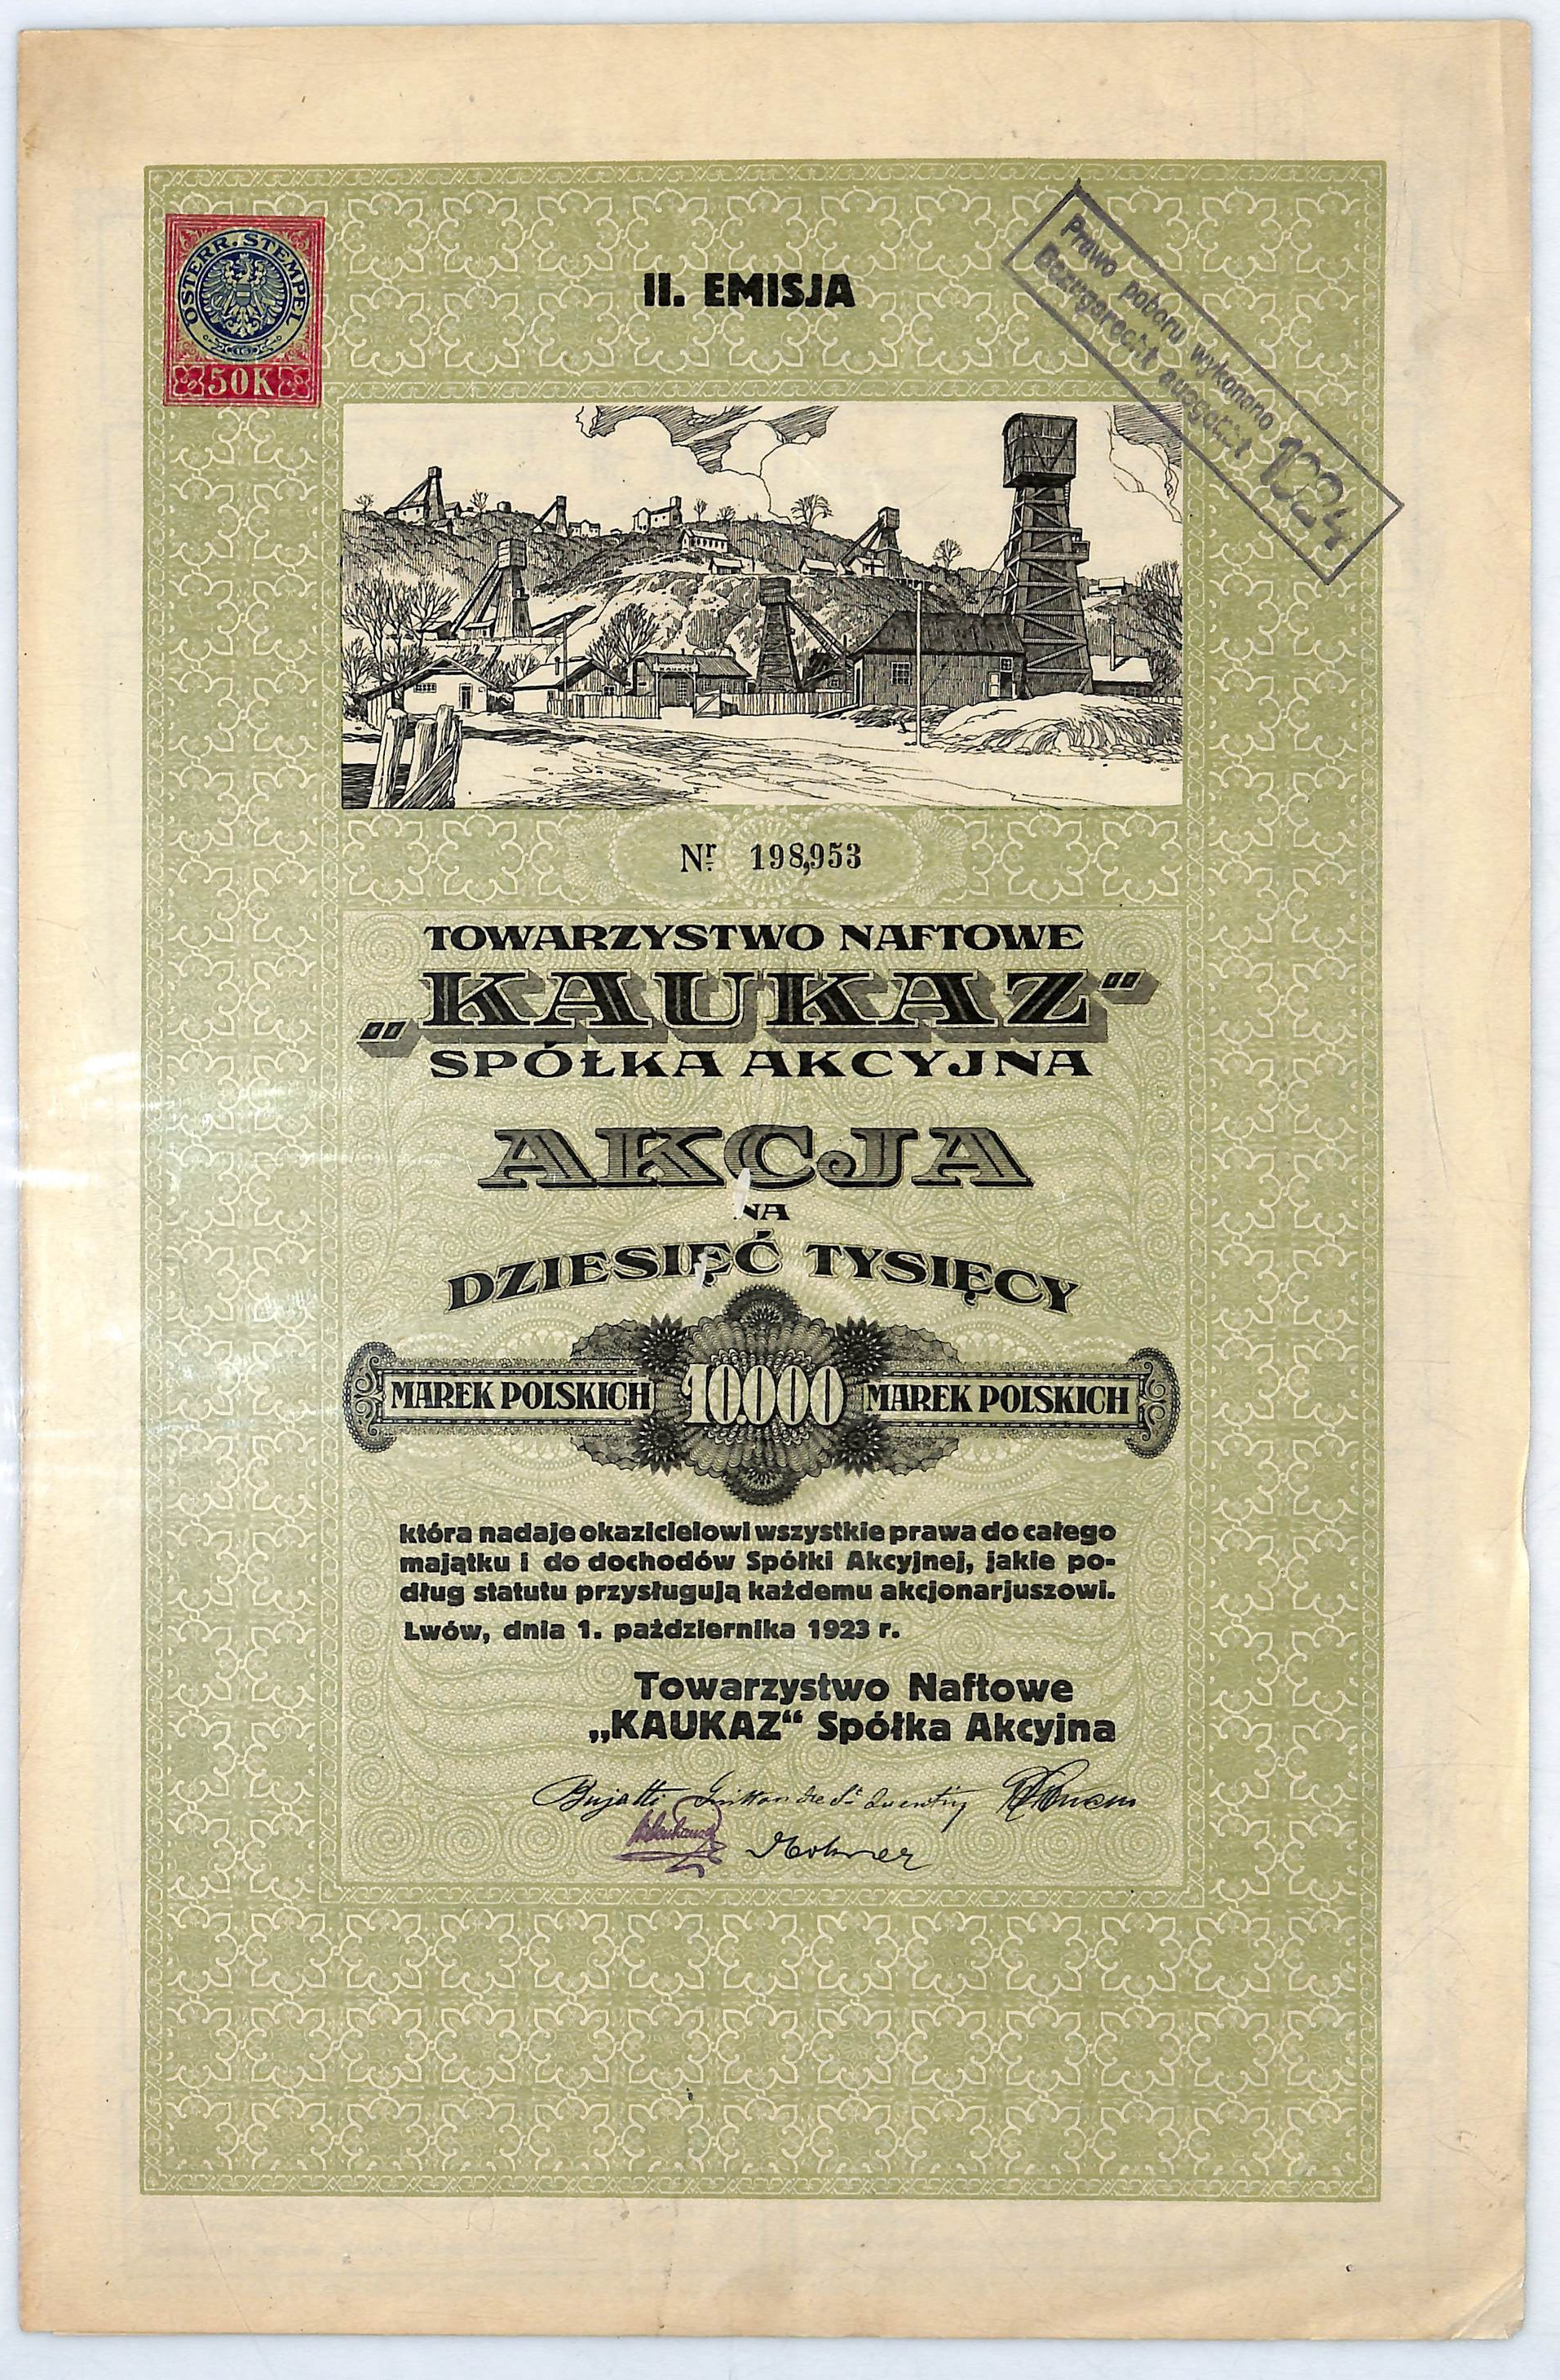 II. EMISJA
ÖSTERR. STEMPEL
50K
Prawo poboru wykonano
Bezugsrecht ausgeübt
1924
KAUKAZ
Nr. 198,953
TOWARZYSTWO NAFTOWE
„KAUKAZ"
SPÓŁKA AKCYJNA
AKCJA
NA
DZIESIĘĆ TYSIĘCY
MAREK POLSKICH 10.000 MAREK POLSKICH
która nadaje okazicielowi wszystkie prawa do całego
majątku i do dochodów Spółki Akcyjnej, jakie po-
dług statutu przysługują każdemu akcjonarjuszowi.
Lwów, dnia 1. października 1923 r.
Towarzystwo Naftowe
„KAUKAZ“ Spółka Akcyjna